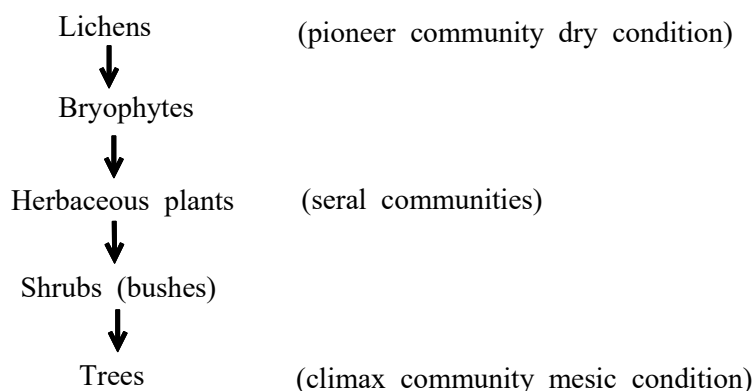 Lichens (pioneer community dry condition)
Bryophytes
Herbaceous plants (seral communities)
Shrubs (bushes)
Trees (climax community mesic condition)